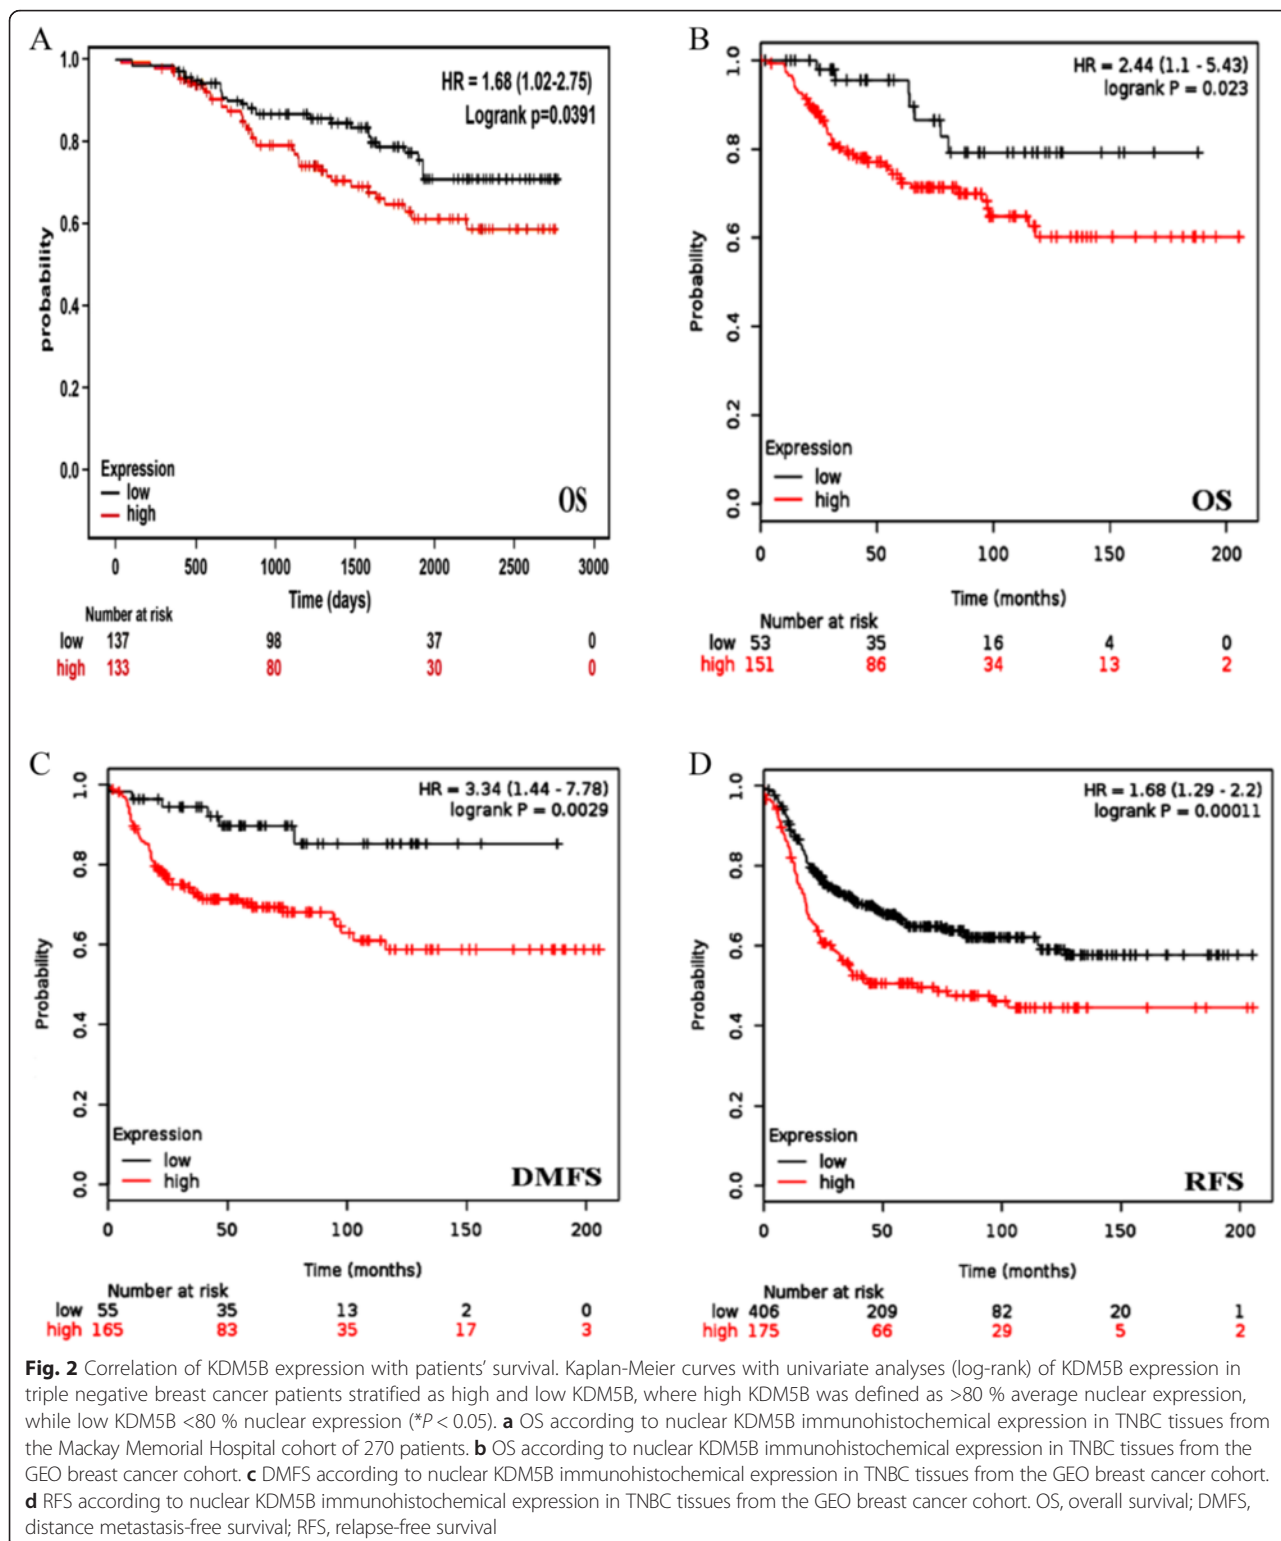 A
1.0
0.8
0.6
0.4
0.2
0.0
probability
HR = 1.68 (1.02-2.75)
Logrank p=0.0391
Expression
low
high
OS
0 500 1000 1500 2000 2500 3000
Time (days)
Number at risk
low 137 98 37 0
high 133 80 30 0
B
1.0
0.8
0.6
0.4
0.2
0.0
Probability
HR = 2.44 (1.1 - 5.43)
logrank P = 0.023
Expression
low
high
OS
0 50 100 150 200
Time (months)
Number at risk
low 53 35 16 4 0
high 151 86 34 13 2
C
1.0
0.8
0.6
0.4
0.2
0.0
Probability
HR = 3.34 (1.44 - 7.78)
logrank P = 0.0029
Expression
low
high
DMFS
0 50 100 150 200
Time (months)
Number at risk
low 55 35 13 2 0
high 165 83 35 17 3
D
1.0
0.8
0.6
0.4
0.2
0.0
Probability
HR = 1.68 (1.29 - 2.2)
logrank P = 0.00011
Expression
low
high
RFS
0 50 100 150 200
Time (months)
Number at risk
low 406 209 82 20 1
high 175 66 29 5 2
Fig. 2 Correlation of KDM5B expression with patients' survival. Kaplan-Meier curves with univariate analyses (log-rank) of KDM5B expression in
triple negative breast cancer patients stratified as high and low KDM5B, where high KDM5B was defined as >80 % average nuclear expression,
while low KDM5B <80 % nuclear expression (*P < 0.05). a OS according to nuclear KDM5B immunohistochemical expression in TNBC tissues from
the Mackay Memorial Hospital cohort of 270 patients. b OS according to nuclear KDM5B immunohistochemical expression in TNBC tissues from the
GEO breast cancer cohort. c DMFS according to nuclear KDM5B immunohistochemical expression in TNBC tissues from the GEO breast cancer cohort.
d RFS according to nuclear KDM5B immunohistochemical expression in TNBC tissues from the GEO breast cancer cohort. OS, overall survival; DMFS,
distance metastasis-free survival; RFS, relapse-free survival